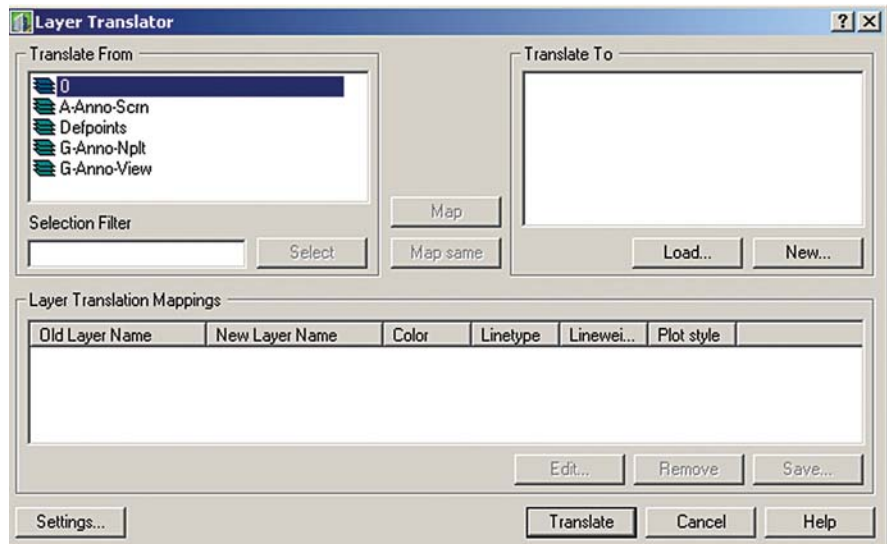 Layer Translator
Translate From
0
A-Anno-Scrn
Defpoints
G-Anno-Nplt
G-Anno-View
Selection Filter
Select
Map
Map same
Translate To
Load...
New...
Layer Translation Mappings
Old Layer Name New Layer Name Color Linetype Linewei... Plot style
Edit... Remove Save...
Settings... Translate Cancel Help